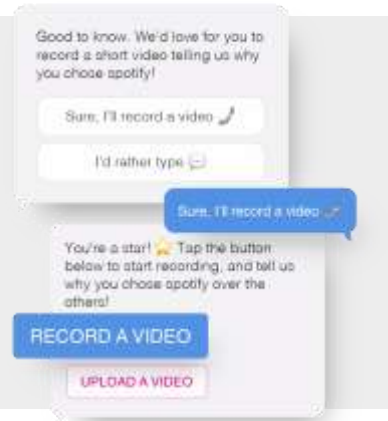 Good to know. We'd love for you to
record a short video telling us why
you chose spotify!
Sure, I'll record a video 🤳
I'd rather type 💬
Sure, I'll record a video 🤳
You're a star! ⭐ Tap the button
below to start recording, and tell us
why you chose spotify over the
others!
RECORD A VIDEO
UPLOAD A VIDEO